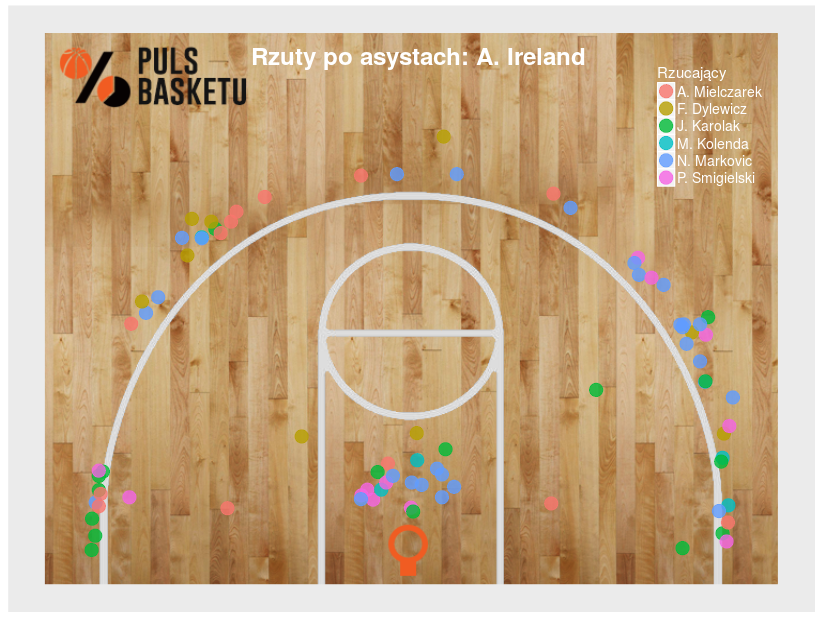 PULS
BASKETU
Rzuty po asystach: A. Ireland
Rzucający
A. Mielczarek
F. Dylewicz
J. Karolak
M. Kolenda
N. Markovic
P. Smigielski